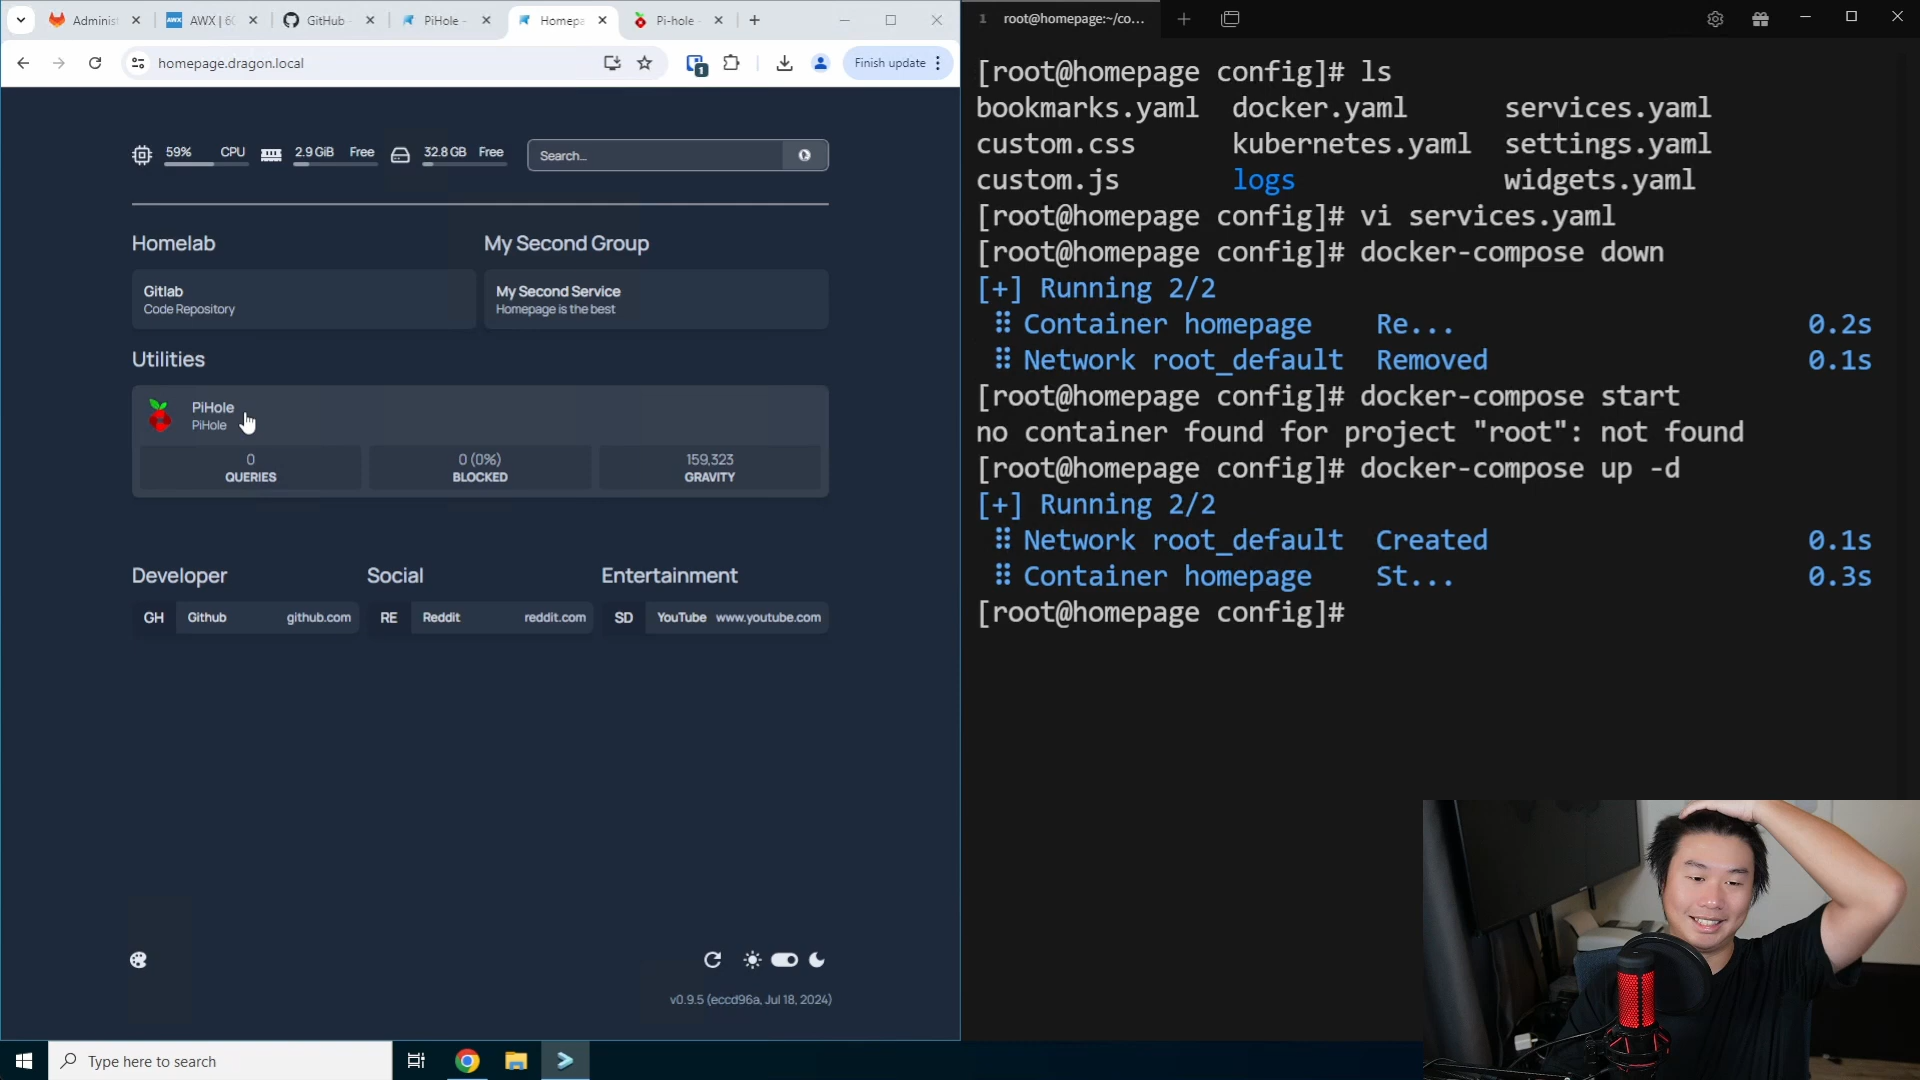 Adminis
AWX | 60
GitHub
PiHole -
Homepa
Pi-hole -
homepage.dragon.local
1
Finish update
59%
CPU
2.9 GiB
Free
32.8 GB
Free
Search...
Homelab
My Second Group
Gitlab
Code Repository
My Second Service
Homepage is the best
Utilities
PiHole
PiHole
0
QUERIES
0 (0%)
BLOCKED
159,323
GRAVITY
Developer
Social
Entertainment
GH
Github
github.com
RE
Reddit
reddit.com
SD
YouTube
www.youtube.com
v0.9.5 (eccd96a, Jul 18, 2024)
Type here to search
1 root@homepage:~/co...
[root@homepage config]# ls
bookmarks.yaml docker.yaml services.yaml
custom.css kubernetes.yaml settings.yaml
custom.js logs widgets.yaml
[root@homepage config]# vi services.yaml
[root@homepage config]# docker-compose down
[+] Running 2/2
⠿ Container homepage Re... 0.2s
⠿ Network root_default Removed 0.1s
[root@homepage config]# docker-compose start
no container found for project "root": not found
[root@homepage config]# docker-compose up -d
[+] Running 2/2
⠿ Network root_default Created 0.1s
⠿ Container homepage St... 0.3s
[root@homepage config]#